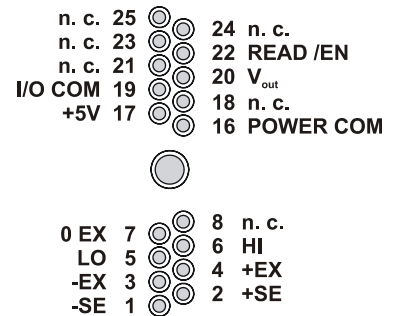 n. c. 25
24 n. c.
n. c. 23
22 READ /EN
n. c. 21
20 Vout
I/O COM 19
18 n. c.
+5V 17
16 POWER COM
8 n. c.
0 EX 7
6 HI
LO 5
4 +EX
-EX 3
2 +SE
-SE 1